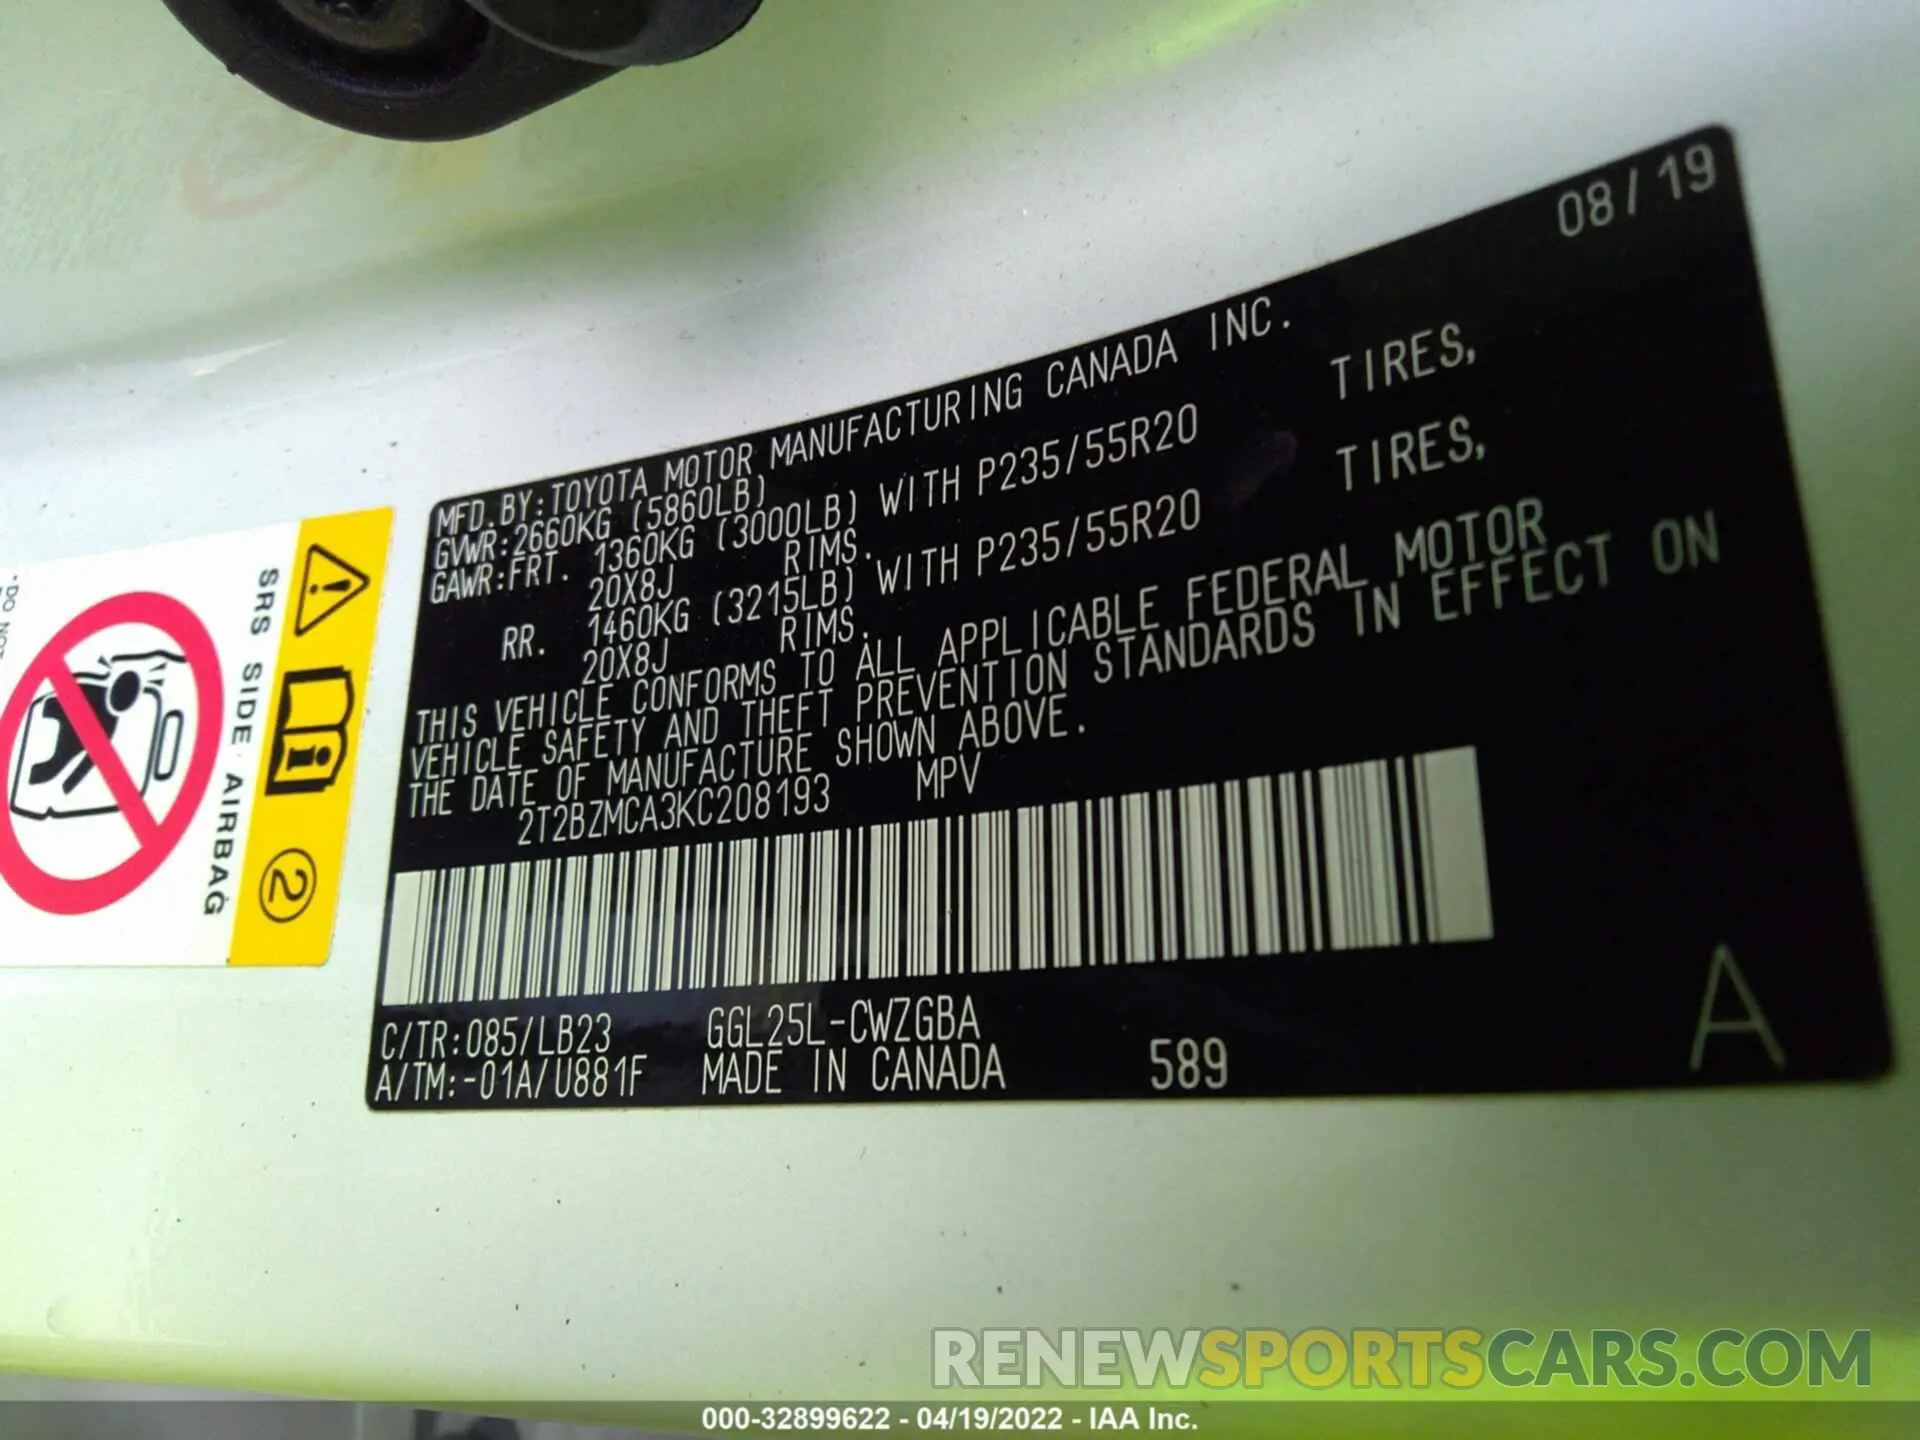 08/19
MFD.BY:TOYOTA MOTOR MANUFACTURING CANADA INC.
GVWR:2660KG (5860LB)
GAWR:FRT. 1360KG (3000LB) WITH P235/55R20 TIRES,
20X8J RIMS.
RR. 1460KG (3215LB) WITH P235/55R20 TIRES,
20X8J RIMS.
THIS VEHICLE CONFORMS TO ALL APPLICABLE FEDERAL MOTOR
VEHICLE SAFETY AND THEFT PREVENTION STANDARDS IN EFFECT ON
THE DATE OF MANUFACTURE SHOWN ABOVE.
2T2BZMCA3KC208193 MPV
C/TR:085/LB23 GGL25L-CWZGBA
A/TM:-01A/U881F MADE IN CANADA 589
A
SRS SIDE AIRBAG
2
*DO NOT
RENEWSPORTSCARS.COM
000-32899622 - 04/19/2022 - IAA Inc.